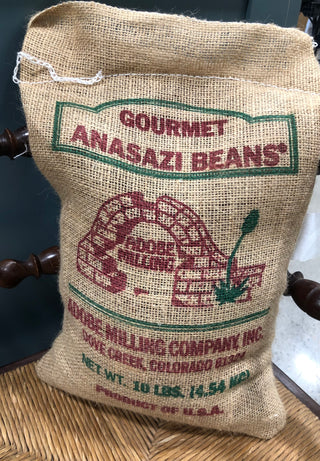 GOURMET
ANASAZI BEANS®
ADOBE
MILLING
ADOBE MILLING COMPANY, INC.
DOVE CREEK, COLORADO 81324
NET WT. 10 LBS. (4.54 KG)
PRODUCT OF U.S.A.